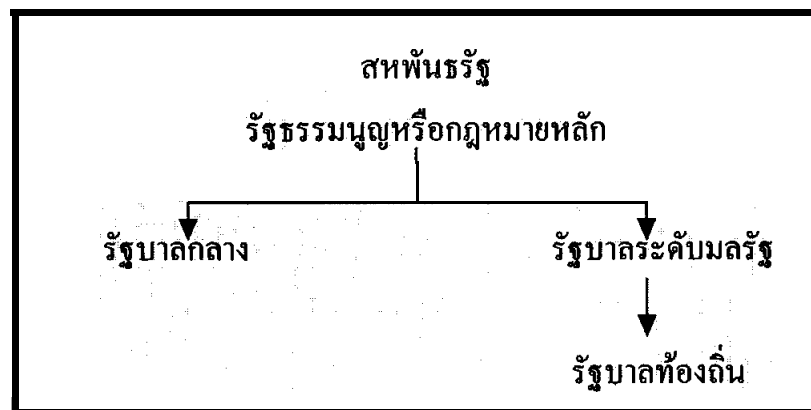 สหพันธรัฐ
รัฐธรรมนูญหรือกฎหมายหลัก
รัฐบาลกลาง รัฐบาลระดับมลรัฐ
รัฐบาลท้องถิ่น